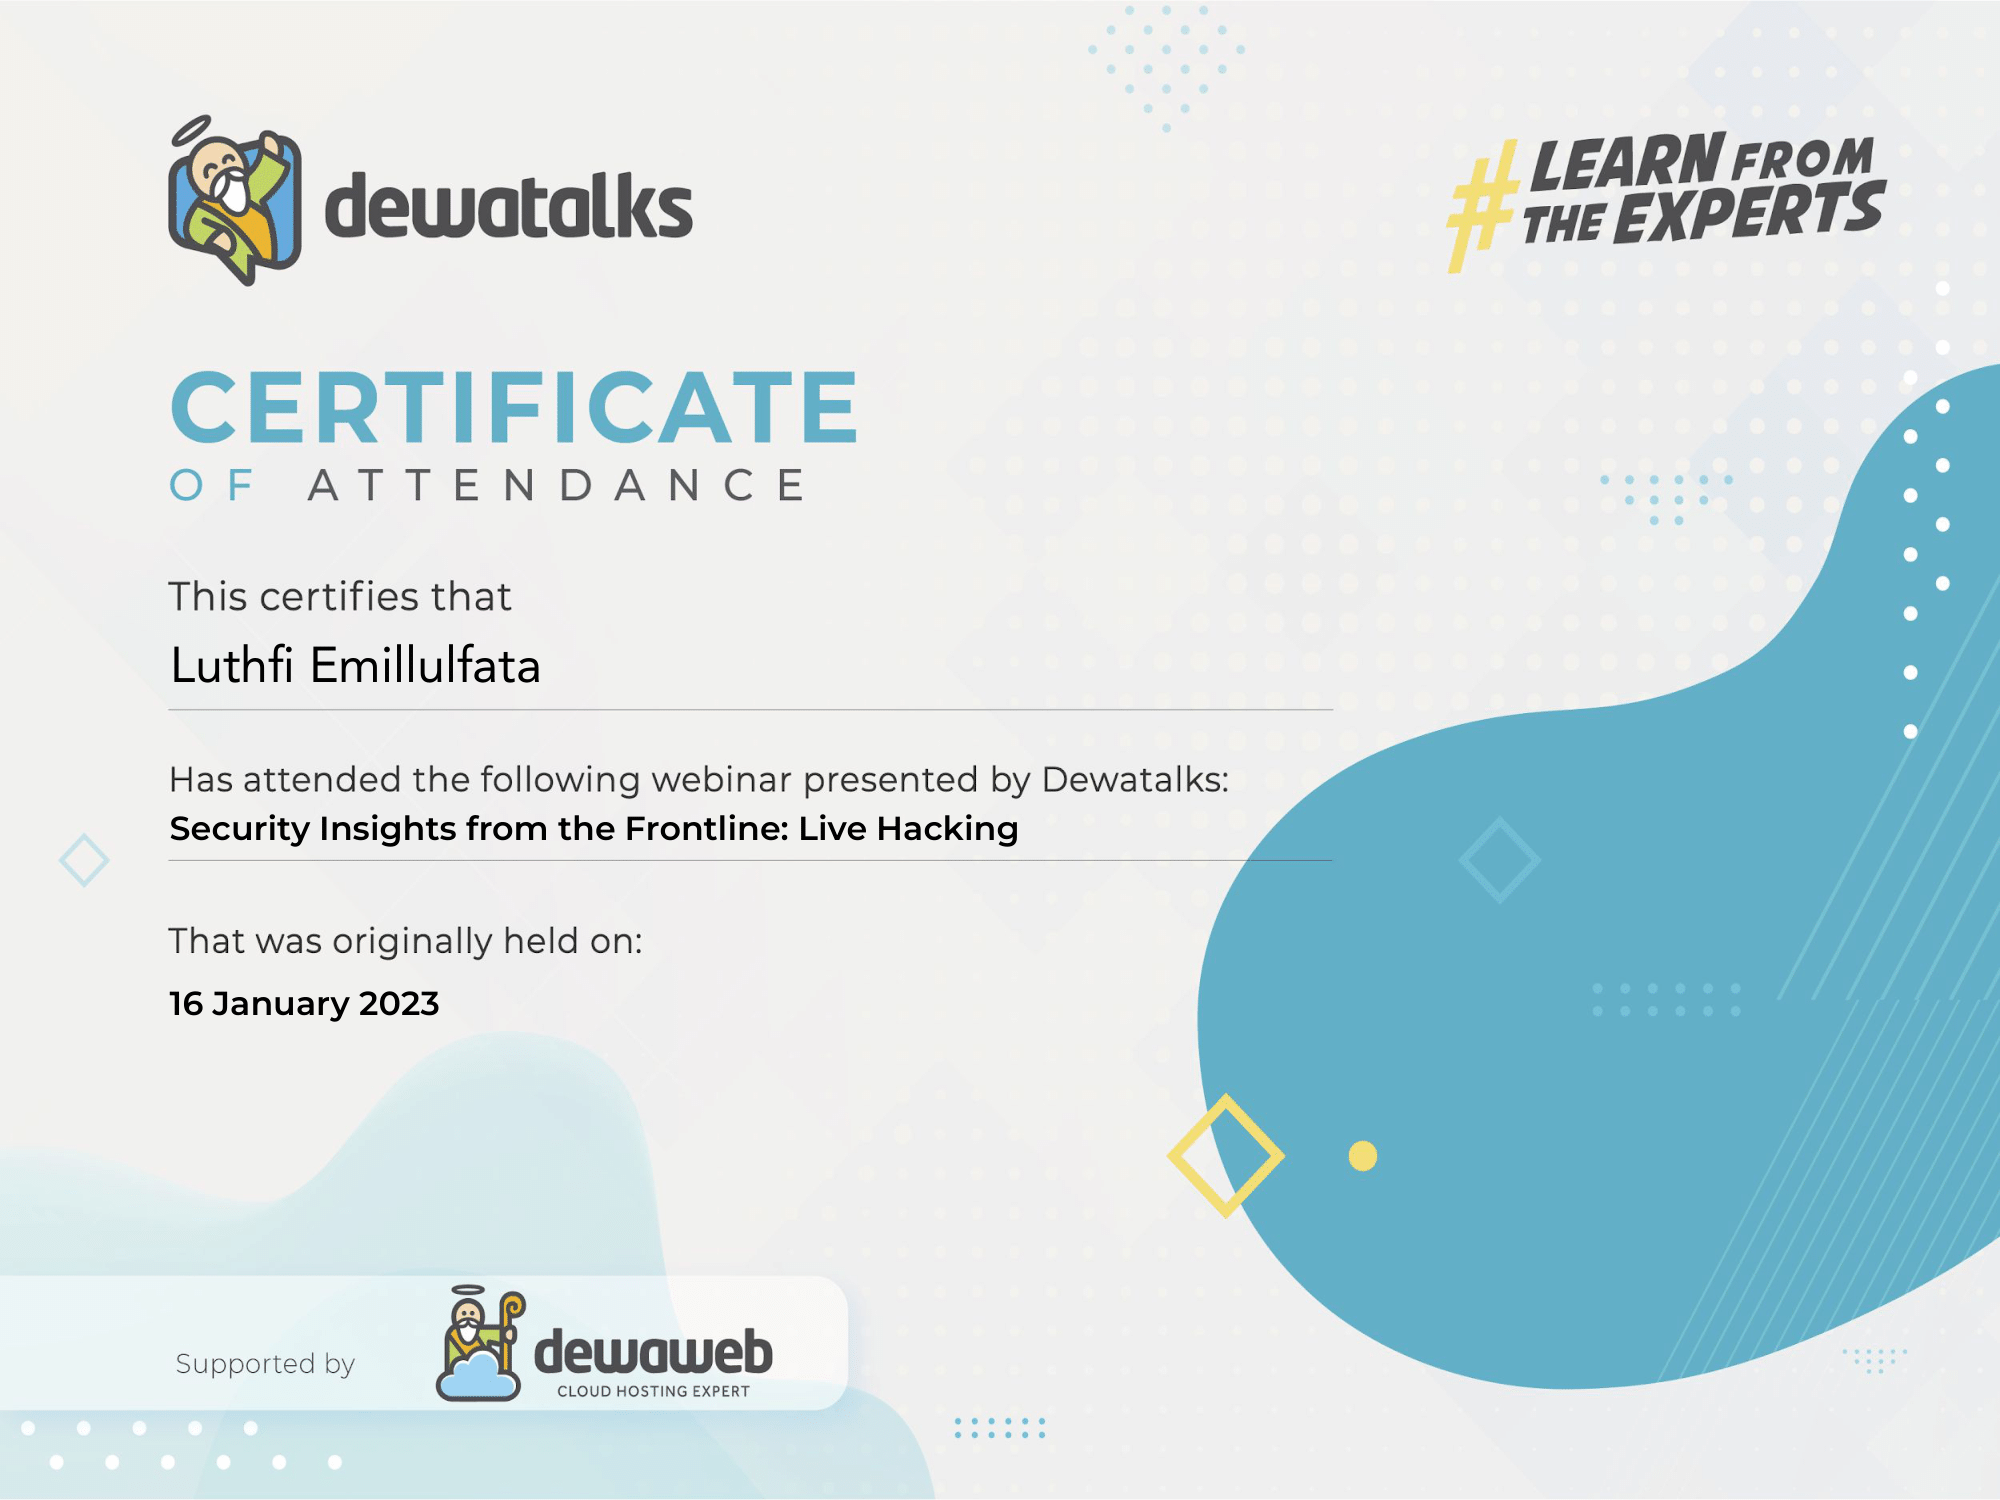 dewatalks
#LEARN FROM
THE EXPERTS
CERTIFICATE
OF ATTENDANCE
This certifies that
Luthfi Emillulfata
Has attended the following webinar presented by Dewatalks:
Security Insights from the Frontline: Live Hacking
That was originally held on:
16 January 2023
Supported by
dewaweb
CLOUD HOSTING EXPERT